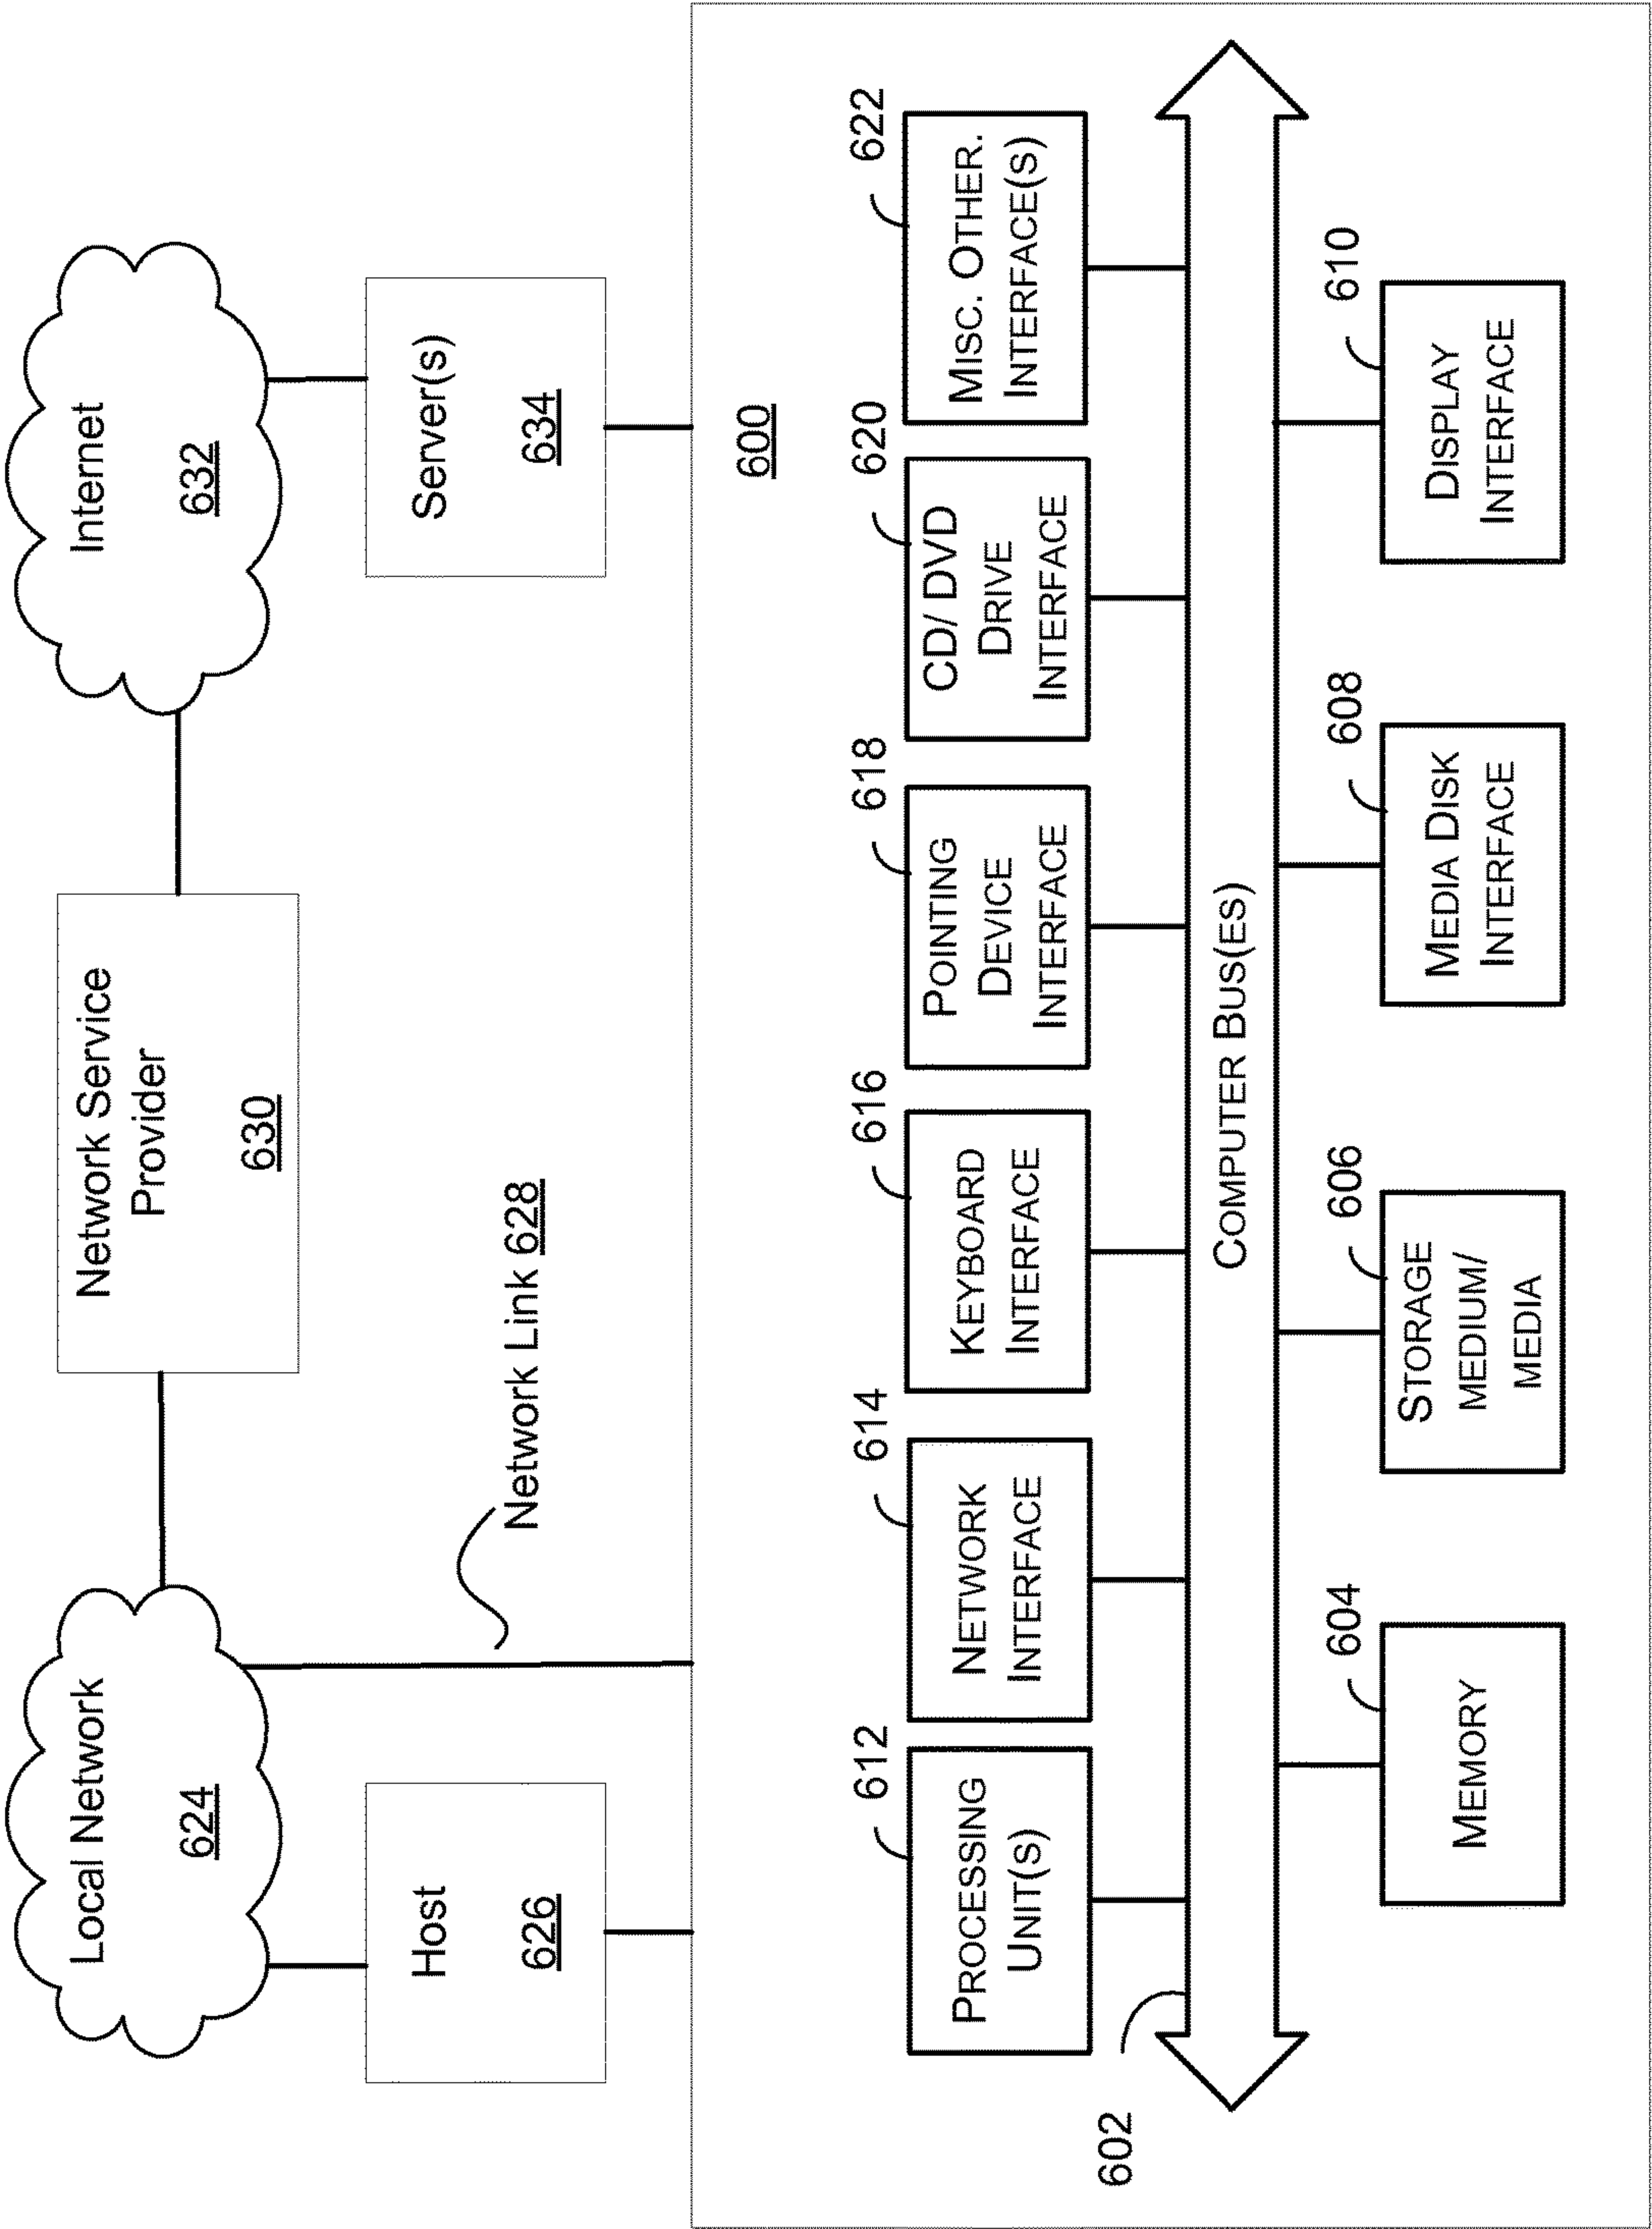 Local Network
624
Network Service
Provider
630
Internet
632
Host
626
Network Link 628
Server(s)
634
600
612
PROCESSING
UNIT(S)
614
NETWORK
INTERFACE
616
KEYBOARD
INTERFACE
618
POINTING
DEVICE
INTERFACE
620
CD/ DVD
DRIVE
INTERFACE
622
MISC. OTHER.
INTERFACE(S)
602
COMPUTER BUS(ES)
604
MEMORY
606
STORAGE
MEDIUM/
MEDIA
608
MEDIA DISK
INTERFACE
610
DISPLAY
INTERFACE